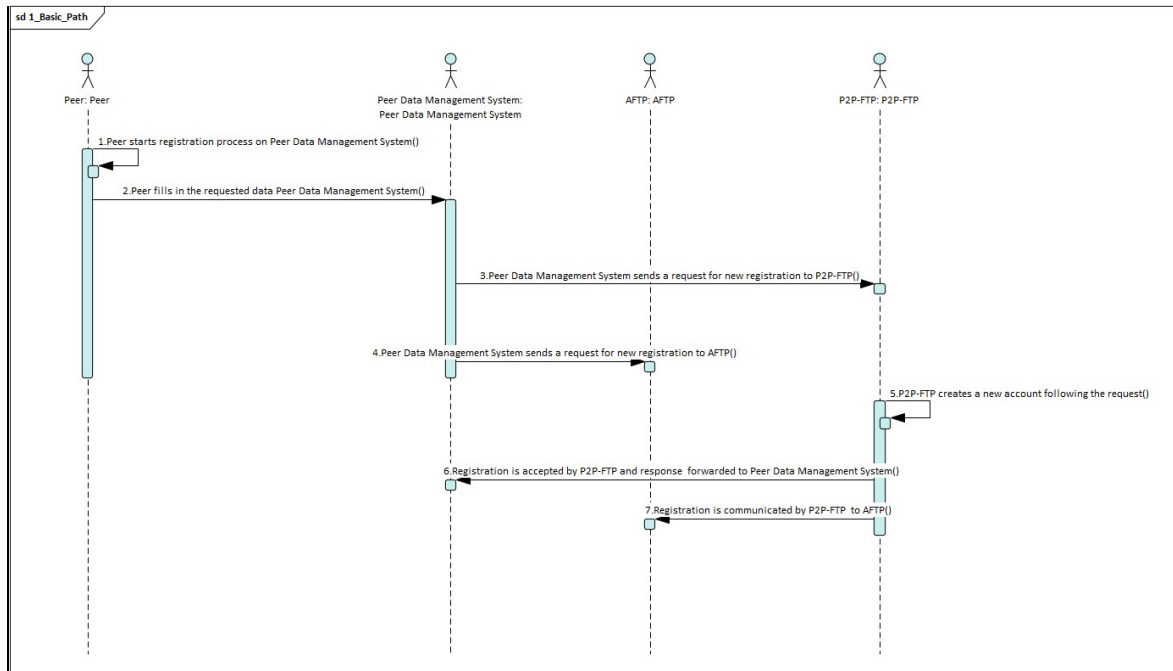 sd 1_Basic_Path
Peer: Peer
Peer Data Management System:
Peer Data Management System
AFTP: AFTP
P2P-FTP: P2P-FTP
1.Peer starts registration process on Peer Data Management System()
2.Peer fills in the requested data Peer Data Management System()
3.Peer Data Management System sends a request for new registration to P2P-FTP()
4.Peer Data Management System sends a request for new registration to AFTP()
5.P2P-FTP creates a new account following the request()
6.Registration is accepted by P2P-FTP and response  forwarded to Peer Data Management System()
7.Registration is communicated by P2P-FTP  to AFTP()